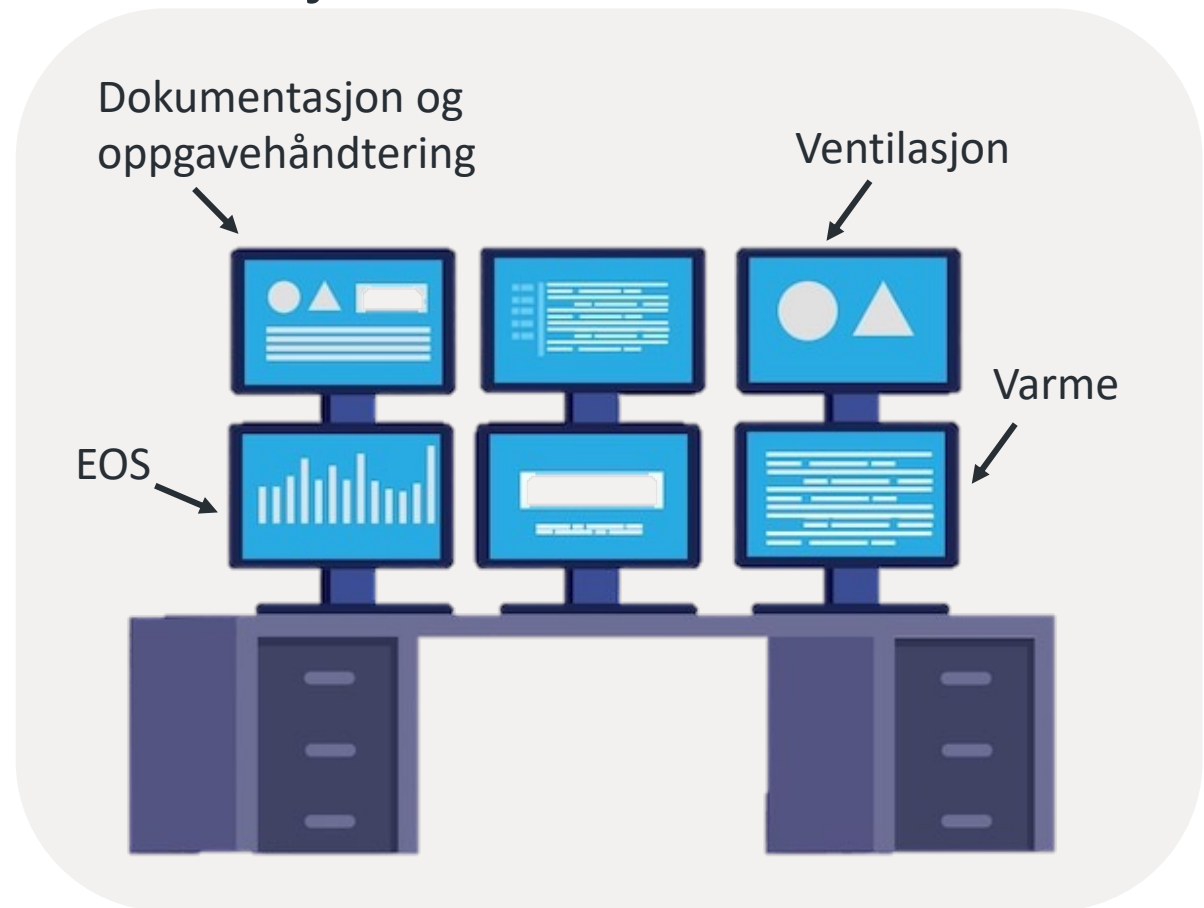 Dokumentasjon og
oppgavehåndtering
Ventilasjon
Varme
EOS